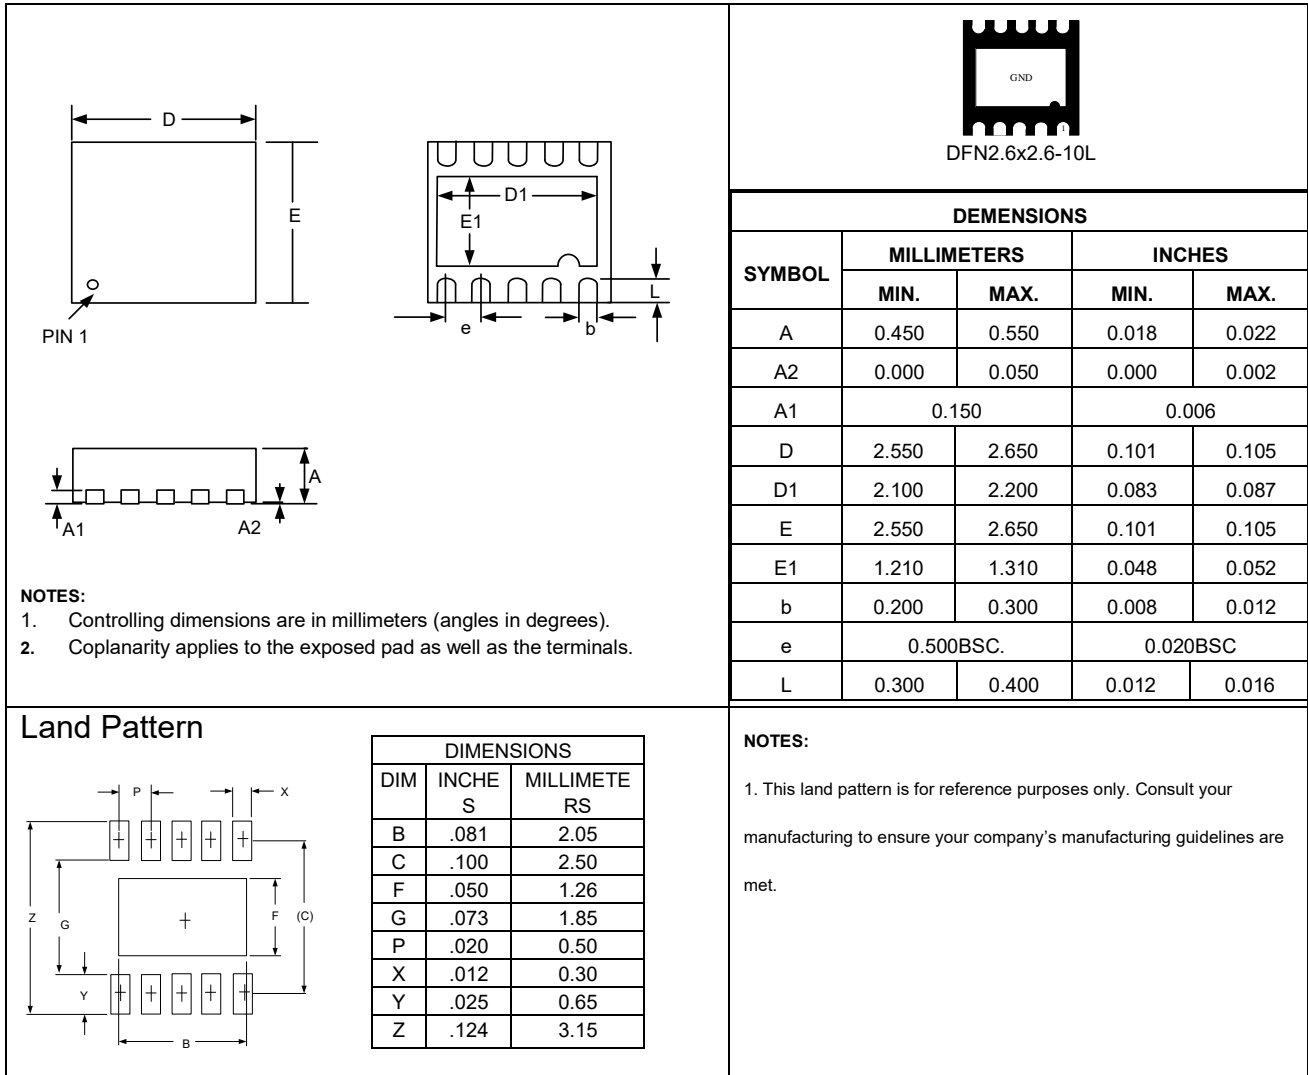 D
E
PIN 1
D1
E1
L
e
b
A
A1
A2
NOTES:
1. Controlling dimensions are in millimeters (angles in degrees).
2. Coplanarity applies to the exposed pad as well as the terminals.
GND
1
DFN2.6x2.6-10L
DEMENSIONS
SYMBOL MILLIMETERS INCHES
MIN. MAX. MIN. MAX.
A 0.450 0.550 0.018 0.022
A2 0.000 0.050 0.000 0.002
A1 0.150 0.006
D 2.550 2.650 0.101 0.105
D1 2.100 2.200 0.083 0.087
E 2.550 2.650 0.101 0.105
E1 1.210 1.310 0.048 0.052
b 0.200 0.300 0.008 0.012
e 0.500BSC. 0.020BSC
L 0.300 0.400 0.012 0.016
Land Pattern
P
X
Z
G
F
(C)
Y
B
DIMENSIONS
DIM INCHE MILLIMETE
S RS
B .081 2.05
C .100 2.50
F .050 1.26
G .073 1.85
P .020 0.50
X .012 0.30
Y .025 0.65
Z .124 3.15
NOTES:
1. This land pattern is for reference purposes only. Consult your
manufacturing to ensure your company’s manufacturing guidelines are
met.